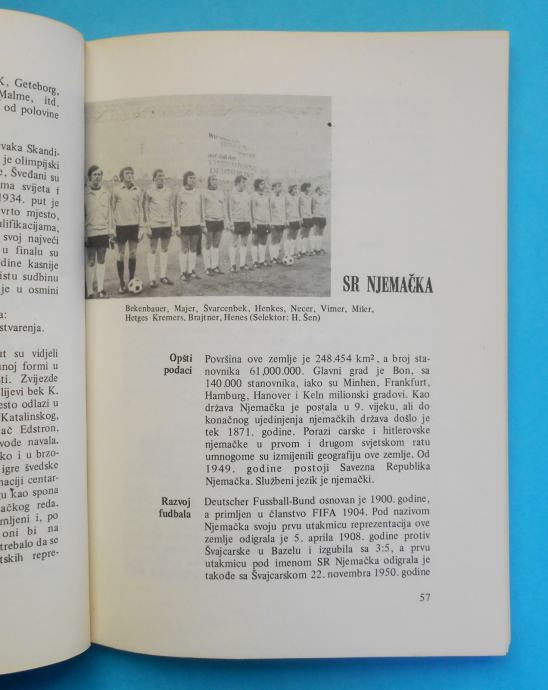 K, Geteborg,
Malme, itd.
od polovine
vaka Skandi-
je olimpijski
e, Šveđani su
ma svijeta i
1934. put je
vrto mjesto,
alifikacijama,
svoj najveći
u finalu su
dine kasnije
istu sudbinu
je u osmini
a:
stvarenja.
ut su vidjeli
unoj formi u
sti. Zvijezde
lijevi bek K.
esto odlazi u
Katalinskog,
ač Edstron,
vode navala.
ko i u brzo-
igre švedske
maciji centar-
gu kao spona
ačkog reda.
mljeni i, po
oni bi na
trebalo da se
tskih repre-
SR NJEMAČKA
Bekenbauer, Majer, Švarcenbek, Henkes, Necer, Vimer, Miler,
Hetges Kremers, Brajtner, Henes (Selektor: H. Šen)
Opšti podaci
Površina ove zemlje je 248.454 km², a broj sta-
novnika 61,000.000. Glavni grad je Bon, sa
140.000 stanovnika, iako su Minhen, Frankfurt,
Hamburg, Hanover i Keln milionski gradovi. Kao
država Njemačka je postala u 9. vijeku, ali do
konačnog ujedinjenja njemačkih država došlo je
tek 1871. godine. Porazi carske i hitlerovske
njemačke u prvom i drugom svjetskom ratu
umnogome su izmijenili geografiju ove zemlje. Od
1949. godine postoji Savezna Republika
Njemačka. Službeni jezik je njemački.
Razvoj fudbala
Deutscher Fussball-Bund osnovan je 1900. godine,
a primljen u članstvo FIFA 1904. Pod nazivom
Njemačka svoju prvu utakmicu reprezentacija ove
zemlje odigrala je 5. aprila 1908. godine protiv
Švajcarske u Bazelu i izgubila sa 3:5, a prvu
utakmicu pod imenom SR Njemačka odigrala je
takođe sa Švajcarskom 22. novembra 1950. godine
57